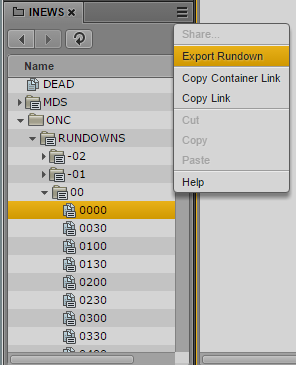 INEWS
Name
DEAD
MDS
ONC
RUNDOWNS
-02
-01
00
0000
0030
0100
0130
0200
0230
0300
0330
0400
Share...
Export Rundown
Copy Container Link
Copy Link
Cut
Copy
Paste
Help